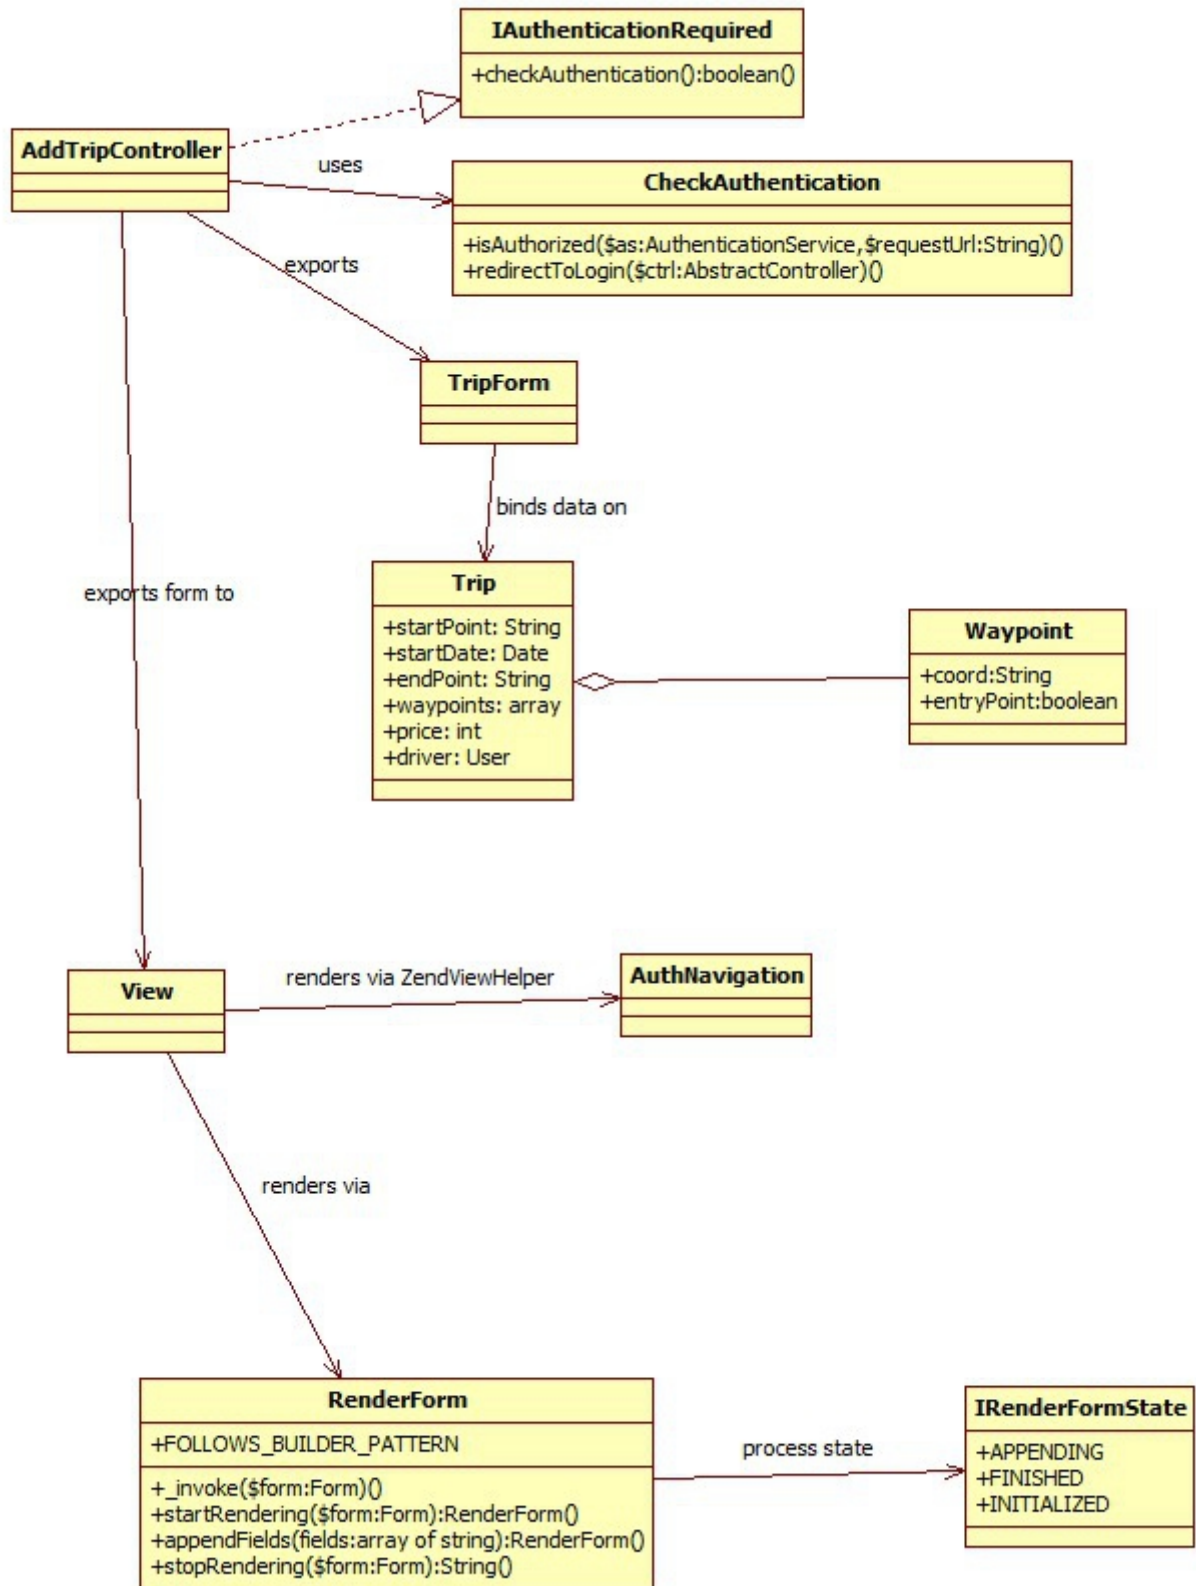 IAuthenticationRequired
+checkAuthentication():boolean()
AddTripController
uses
CheckAuthentication
+isAuthorized($as:AuthenticationService,$requestUrl:String)()
+redirectToLogin($ctrl:AbstractController)()
exports
TripForm
binds data on
exports form to
Trip
+startPoint: String
+startDate: Date
+endPoint: String
+waypoints: array
+price: int
+driver: User
Waypoint
+coord:String
+entryPoint:boolean
View
renders via ZendViewHelper
AuthNavigation
renders via
RenderForm
+FOLLOWS_BUILDER_PATTERN
+_invoke($form:Form)()
+startRendering($form:Form):RenderForm()
+appendFields(fields:array of string):RenderForm()
+stopRendering($form:Form):String()
process state
IRenderFormState
+APPENDING
+FINISHED
+INITIALIZED